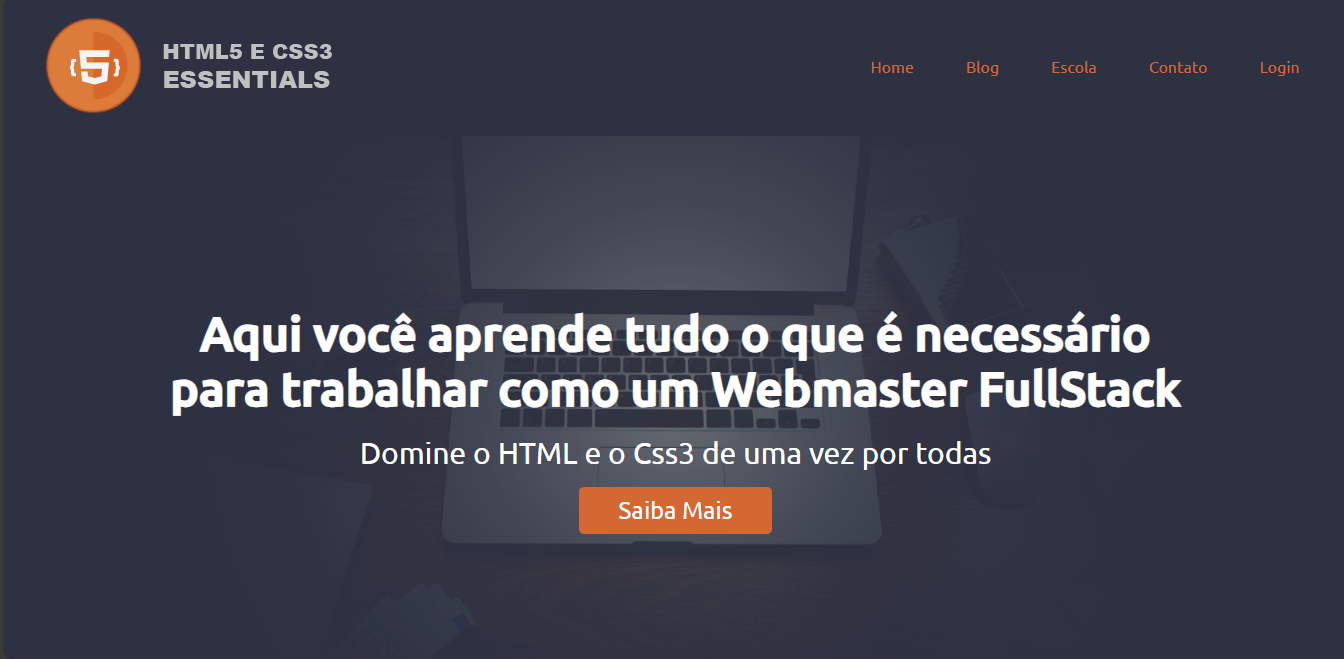 {5}
HTML5 E CSS3
ESSENTIALS
Home Blog Escola Contato Login
Aqui você aprende tudo o que é necessário
para trabalhar como um Webmaster FullStack
Domine o HTML e o Css3 de uma vez por todas
Saiba Mais